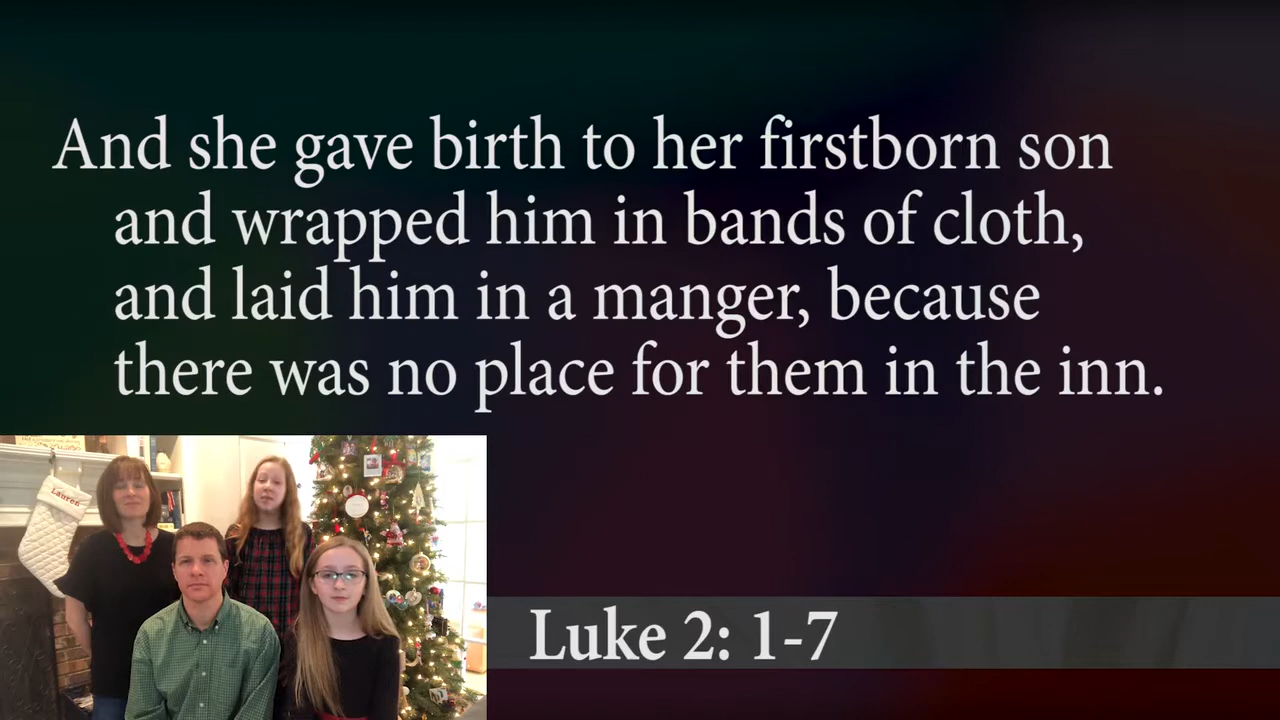 And she gave birth to her firstborn son
and wrapped him in bands of cloth,
and laid him in a manger, because
there was no place for them in the inn.
Lauren
Luke 2: 1-7